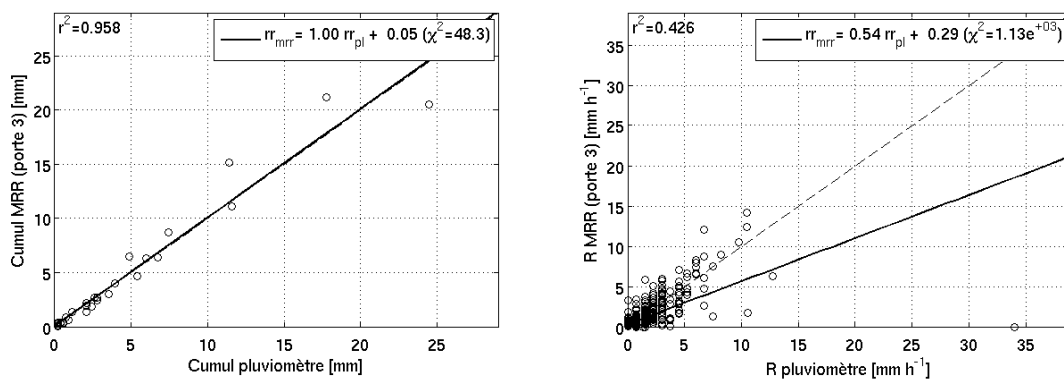 r²=0.958
rr_mrr = 1.00 rr_pl + 0.05 (χ²=48.3)
Cumul MRR (porte 3) [mm]
25
20
15
10
5
0
0 5 10 15 20 25
Cumul pluviomètre [mm]
r²=0.426
rr_mrr = 0.54 rr_pl + 0.29 (χ²=1.13e⁺⁰³)
R MRR (porte 3) [mm h⁻¹]
35
30
25
20
15
10
5
0
0 5 10 15 20 25 30 35
R pluviomètre [mm h⁻¹]